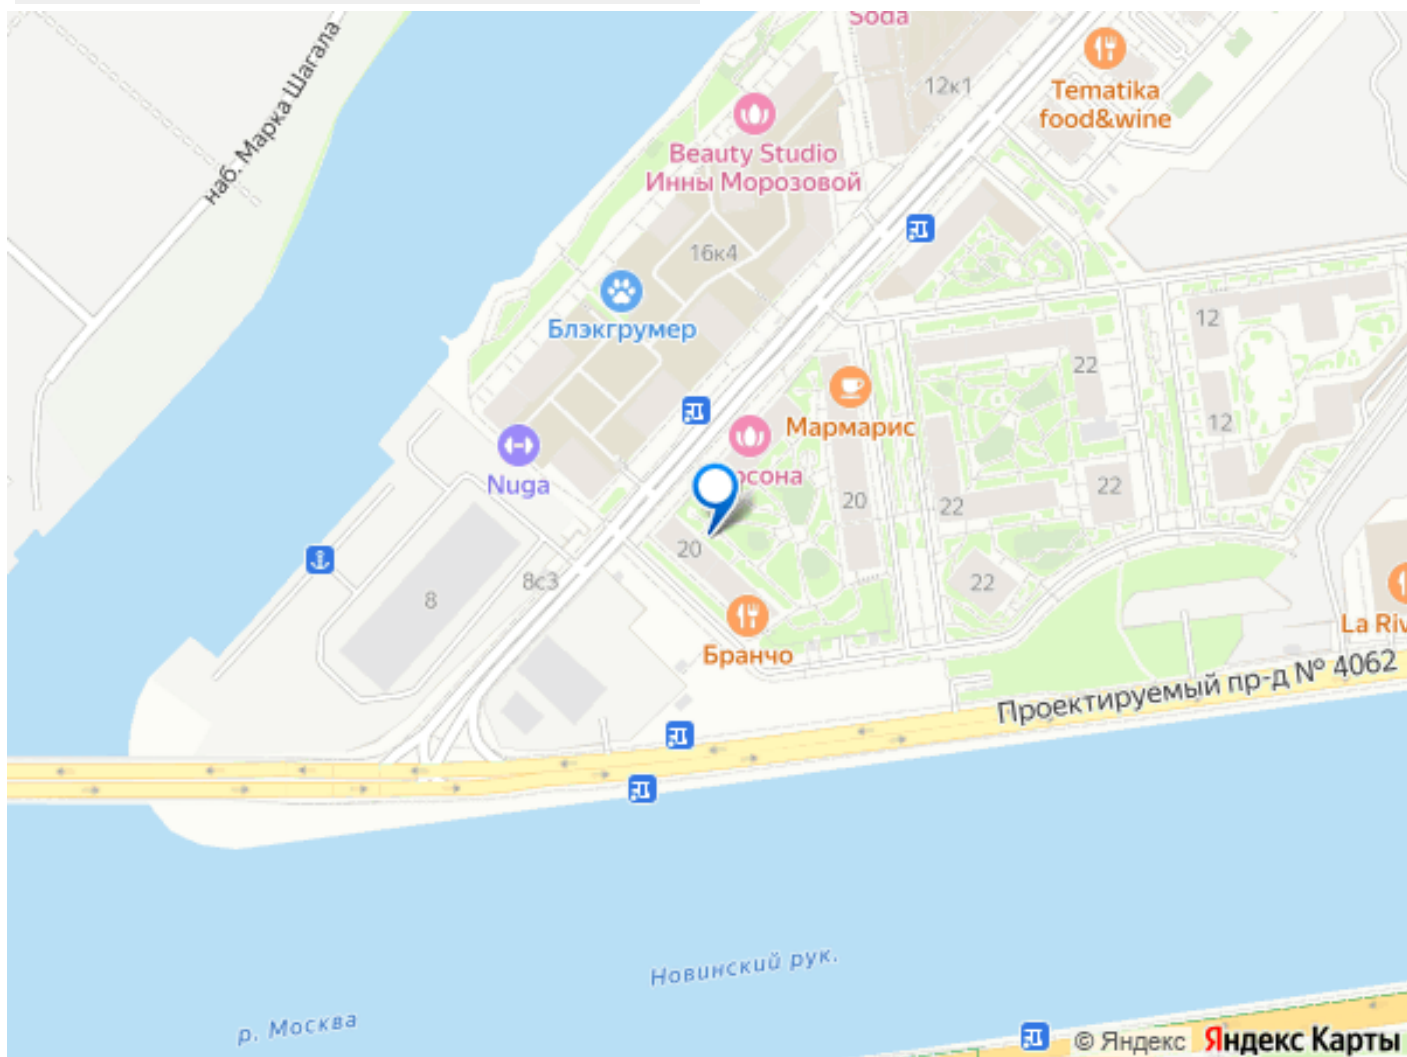 Soda
наб. Марка Шагала
12к1
Tematika
food&wine
Beauty Studio
Инны Морозовой
16к4
Блэкгрумер
12
22
Мармарис
12
Nuga
20
22
22
20
8с3
8
22
Бранчо
La Riv
Проектируемый пр-д № 4062
Новинский рук.
р. Москва
© Яндекс Яндекс Карты